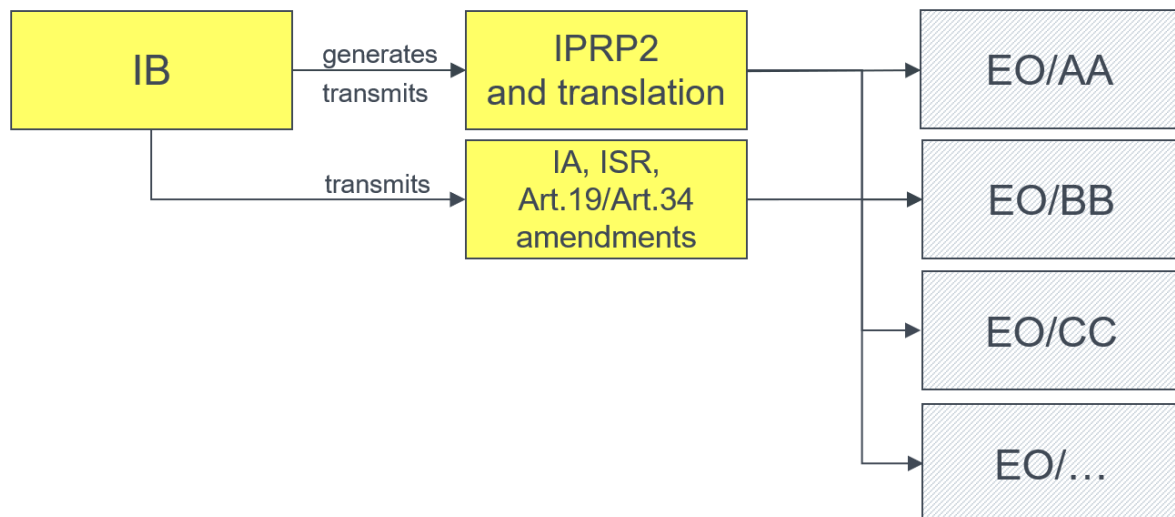 IB
generates
transmits
IPRP2
and translation
transmits
IA, ISR,
Art.19/Art.34
amendments
EO/AA
EO/BB
EO/CC
EO/…